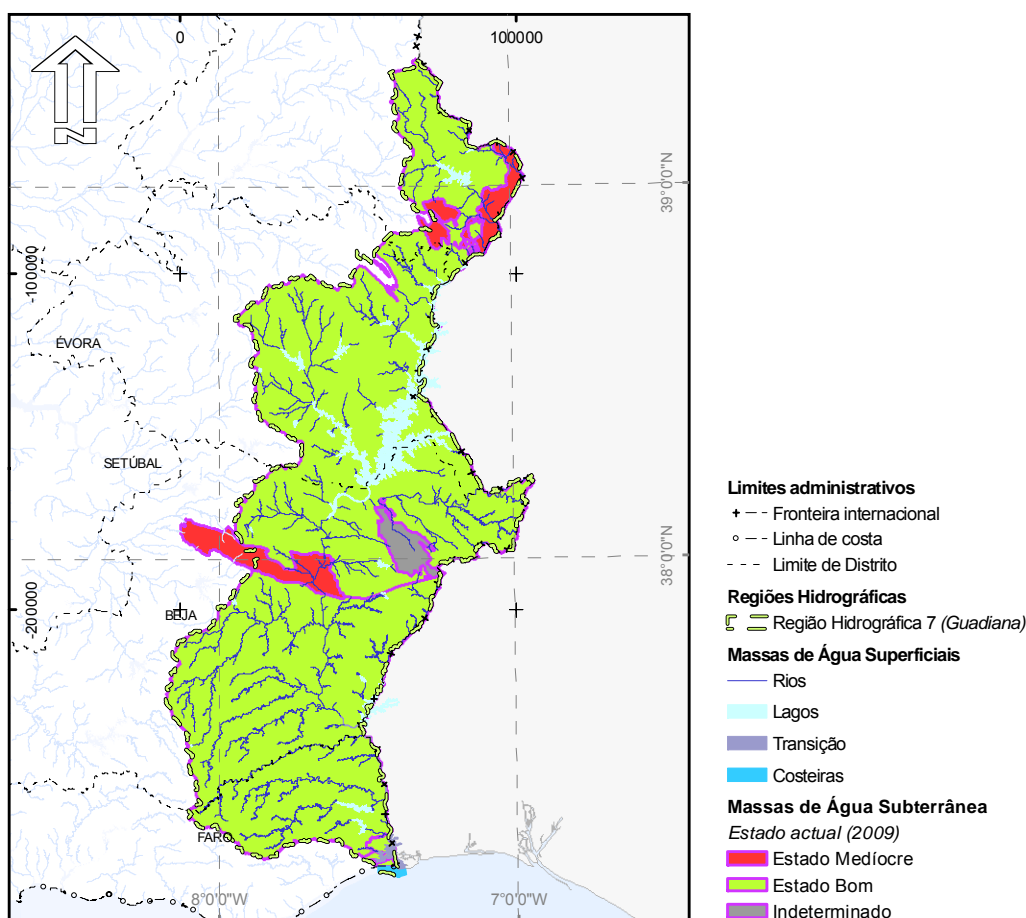 0
100000
N
39°0'0"N
-100000
ÉVORA
SETÚBAL
38°0'0"N
-200000
BEJA
FARO
8°0'0"W
7°0'0"W
Limites administrativos
Fronteira internacional
Linha de costa
Limite de Distrito
Regiões Hidrográficas
Região Hidrográfica 7 (Guadiana)
Massas de Água Superficiais
Rios
Lagos
Transição
Costeiras
Massas de Água Subterrânea
Estado actual (2009)
Estado Medíocre
Estado Bom
Indeterminado